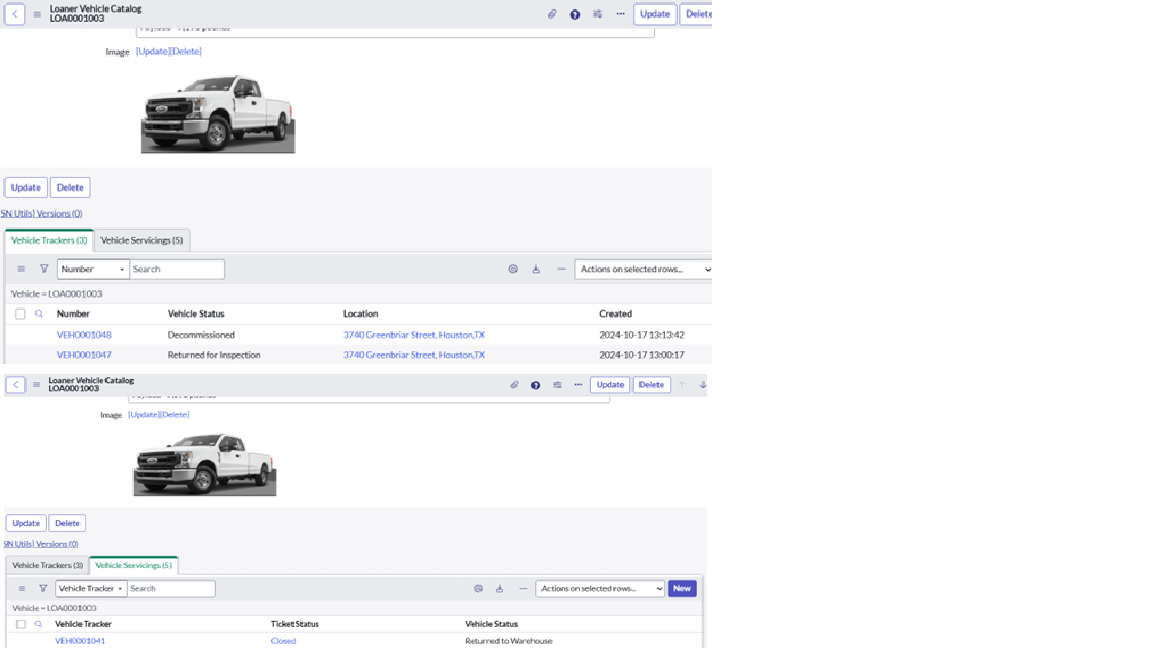 Loaner Vehicle Catalog
LOA0001003
Update Delete
Image [Update][Delete]
Update Delete
SN Utils] Versions (0)
Vehicle Trackers (3) Vehicle Servicings (5)
Number Search Actions on selected rows...
Vehicle = LOA0001003
Number Vehicle Status Location Created
VEH0001048 Decommissioned 3740 Greenbriar Street, Houston,TX 2024-10-17 13:13:42
VEH0001047 Returned for Inspection 3740 Greenbriar Street, Houston,TX 2024-10-17 13:00:17
Loaner Vehicle Catalog
LOA0001003
Update Delete
Image [Update][Delete]
Update Delete
SN Utils] Versions (0)
Vehicle Trackers (3) Vehicle Servicings (5)
Vehicle Tracker Search Actions on selected rows... New
Vehicle = LOA0001003
Vehicle Tracker Ticket Status Vehicle Status
VEH0001041 Closed Returned to Warehouse